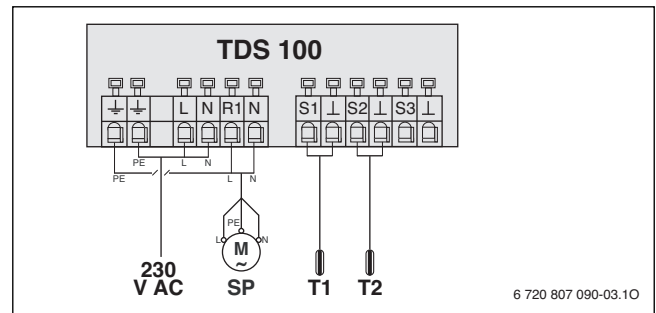 TDS 100
⏚ ⏚ L N R1 N S1 ⊥ S2 ⊥ S3 ⊥
PE L N
PE L N
PE
L N
M
~
230
V AC
SP
T1
T2
6 720 807 090-03.1O